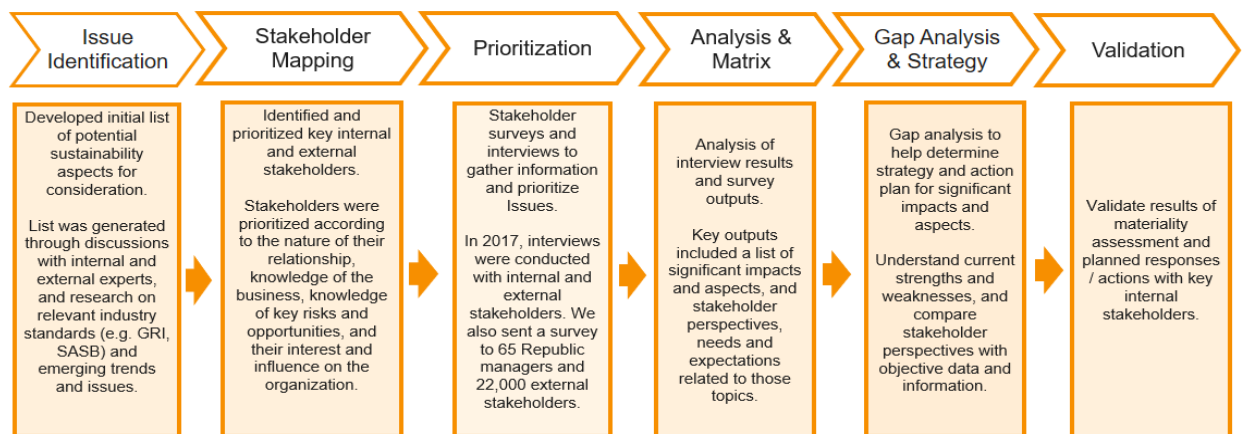 Issue
Identification
Stakeholder
Mapping
Prioritization
Analysis &
Matrix
Gap Analysis
& Strategy
Validation
Developed initial list
of potential
sustainability
aspects for
consideration.
List was generated
through discussions
with internal and
external experts,
and research on
relevant industry
standards (e.g. GRI,
SASB) and
emerging trends
and issues.
Identified and
prioritized key internal
and external
stakeholders.
Stakeholders were
prioritized according
to the nature of their
relationship,
knowledge of the
business, knowledge
of key risks and
opportunities, and
their interest and
influence on the
organization.
Stakeholder
surveys and
interviews to
gather information
and prioritize
Issues.
In 2017, interviews
were conducted
with internal and
external
stakeholders. We
also sent a survey
to 65 Republic
managers and
22,000 external
stakeholders.
Analysis of
interview results
and survey
outputs.
Key outputs
included a list of
significant impacts
and aspects, and
stakeholder
perspectives,
needs and
expectations
related to those
topics.
Gap analysis to
help determine
strategy and action
plan for significant
impacts and
aspects.
Understand current
strengths and
weaknesses, and
compare
stakeholder
perspectives with
objective data and
information.
Validate results of
materiality
assessment and
planned responses
/ actions with key
internal
stakeholders.